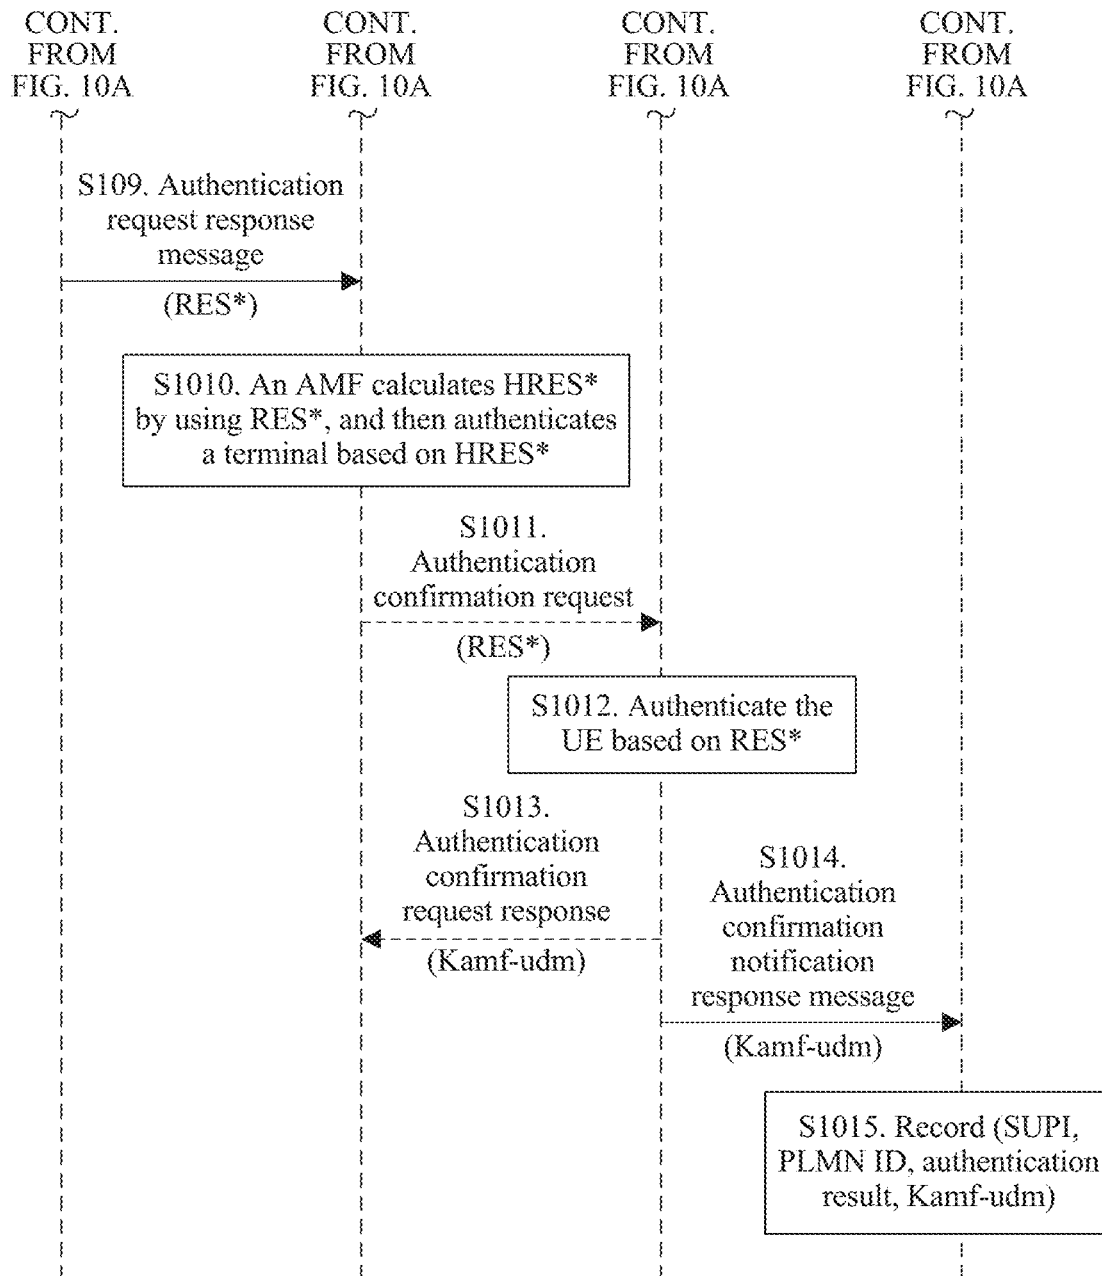 CONT.
FROM
FIG. 10A
CONT.
FROM
FIG. 10A
CONT.
FROM
FIG. 10A
CONT.
FROM
FIG. 10A
S109. Authentication
request response
message
(RES*)
S1010. An AMF calculates HRES*
by using RES*, and then authenticates
a terminal based on HRES*
S1011.
Authentication
confirmation request
(RES*)
S1012. Authenticate the
UE based on RES*
S1013.
Authentication
confirmation
request response
(Kamf-udm)
S1014.
Authentication
confirmation
notification
response message
(Kamf-udm)
S1015. Record (SUPI,
PLMN ID, authentication
result, Kamf-udm)